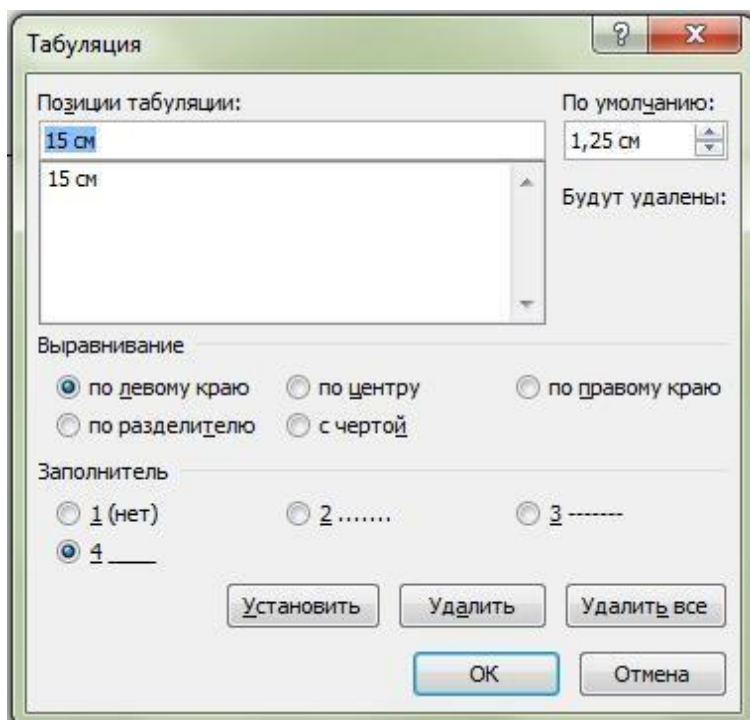 Табуляция
Позиции табуляции:
По умолчанию:
15 см
1,25 см
15 см
Будут удалены:
Выравнивание
по левому краю
по центру
по правому краю
по разделителю
с чертой
Заполнитель
1 (нет)
2 .......
3 -------
4 ____
Установить
Удалить
Удалить все
ОК
Отмена